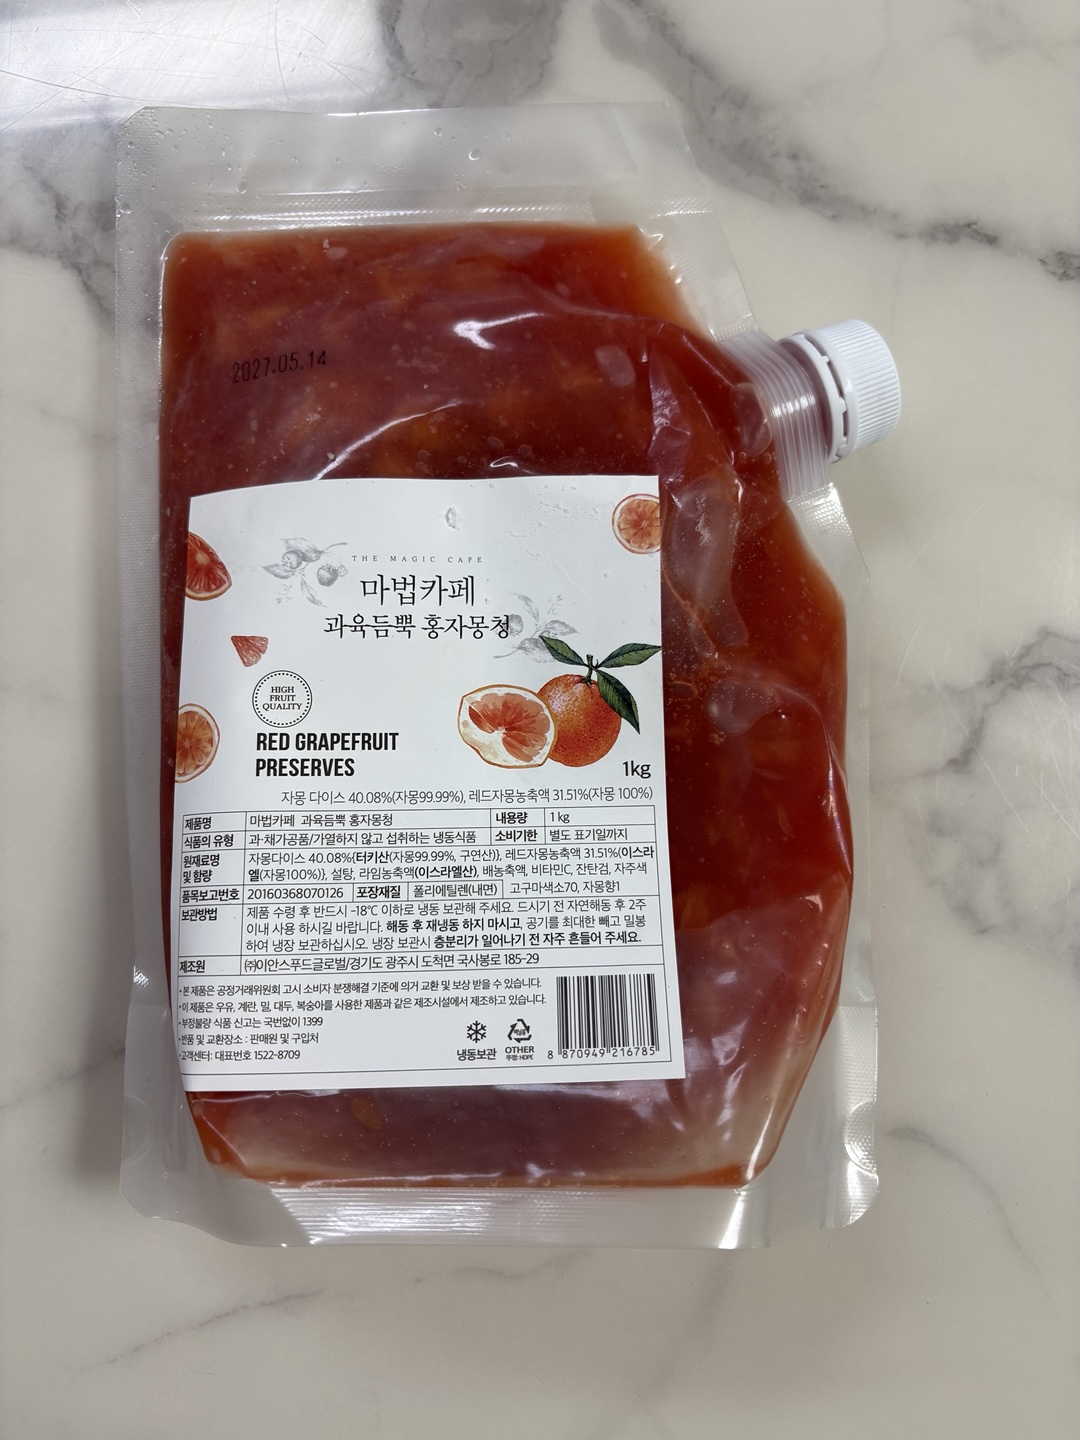 2027.05.14
THE MAGIC CAFE
마법카페
과육듬뿍 홍자몽청
HIGH
FRUIT
QUALITY
RED GRAPEFRUIT
PRESERVES
1kg
자몽 다이스 40.08%(자몽99.99%), 레드자몽농축액 31.51%(자몽 100%)
제품명 마법카페 과육듬뿍 홍자몽청 내용량 1 kg
식품의 유형 과·채가공품/가열하지 않고 섭취하는 냉동식품 소비기한 별도 표기일까지
원재료명 자몽다이스 40.08%{터키산(자몽99.99%, 구연산)}, 레드자몽농축액 31.51%{이스라
및 함량 엘(자몽100%)}, 설탕, 라임농축액(이스라엘산), 배농축액, 비타민C, 잔탄검, 자주색
품목보고번호 20160368070126 포장재질 폴리에틸렌(내면) 고구마색소70, 자몽향1
보관방법 제품 수령 후 반드시 -18℃ 이하로 냉동 보관해 주세요. 드시기 전 자연해동 후 2주
이내 사용 하시길 바랍니다. 해동 후 재냉동 하지 마시고, 공기를 최대한 빼고 밀봉
하여 냉장 보관하십시오. 냉장 보관시 층분리가 일어나기 전 자주 흔들어 주세요.
제조원 ㈜이안스푸드글로벌/경기도 광주시 도척면 국사봉로 185-29
• 본 제품은 공정거래위원회 고시 소비자 분쟁해결 기준에 의거 교환 및 보상 받을 수 있습니다.
• 이 제품은 우유, 계란, 밀, 대두, 복숭아를 사용한 제품과 같은 제조시설에서 제조하고 있습니다.
• 부정불량 식품 신고는 국번없이 1399
• 반품 및 교환장소 : 판매원 및 구입처
• 고객센터: 대표번호 1522-8709
냉동보관
OTHER
뚜껑: HDPE
8 870949 216785